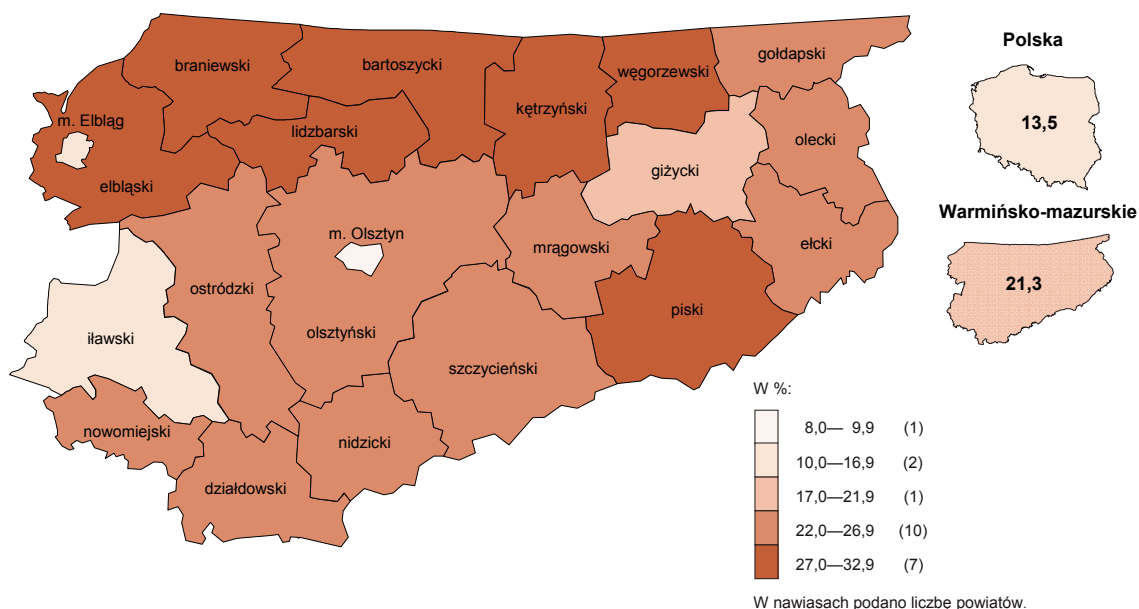 gołdapski
Polska
braniewski
bartoszycki
węgorzewski
kętrzyński
13,5
m. Elbląg
lidzbarski
olecki
elbląski
giżycki
Warmińsko-mazurskie
m. Olsztyn
mrągowski
ełcki
ostródzki
21,3
iławski
olsztyński
piski
szczycieński
W %:
8,0— 9,9 (1)
nowomiejski
nidzicki
10,0—16,9 (2)
działdowski
17,0—21,9 (1)
22,0—26,9 (10)
27,0—32,9 (7)
W nawiasach podano liczbę powiatów.